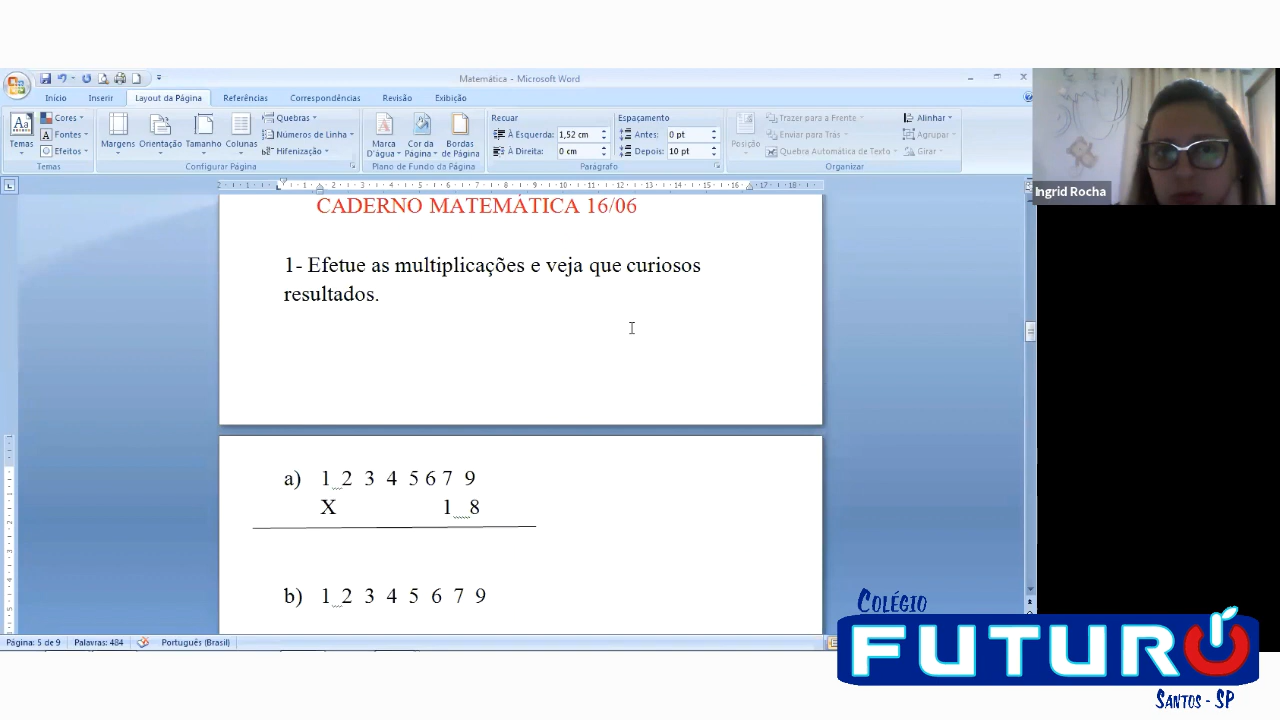 Matemática - Microsoft Word
Início Inserir Layout da Página Referências Correspondências Revisão Exibição
Aa Temas
Cores
Fontes
Efeitos
Temas
Margens Orientação Tamanho Colunas
Quebras
Números de Linha
Hifenização
Configurar Página
Marca D'água Cor da Página Bordas de Página
Plano de Fundo da Página
Recuar
À Esquerda: 1,52 cm
À Direita: 0 cm
Espaçamento
Antes: 0 pt
Depois: 10 pt
Parágrafo
Posição
Trazer para a Frente
Enviar para Trás
Quebra Automática de Texto
Alinhar
Agrupar
Girar
Organizar
Ingrid Rocha
CADERNO MATEMÁTICA 16/06
1- Efetue as multiplicações e veja que curiosos
resultados.
a) 1 2 3 4 5 6 7 9
X 1 8
b) 1 2 3 4 5 6 7 9
Página: 5 de 9 Palavras: 484 Português (Brasil)
COLÉGIO
FUTURO
SANTOS - SP